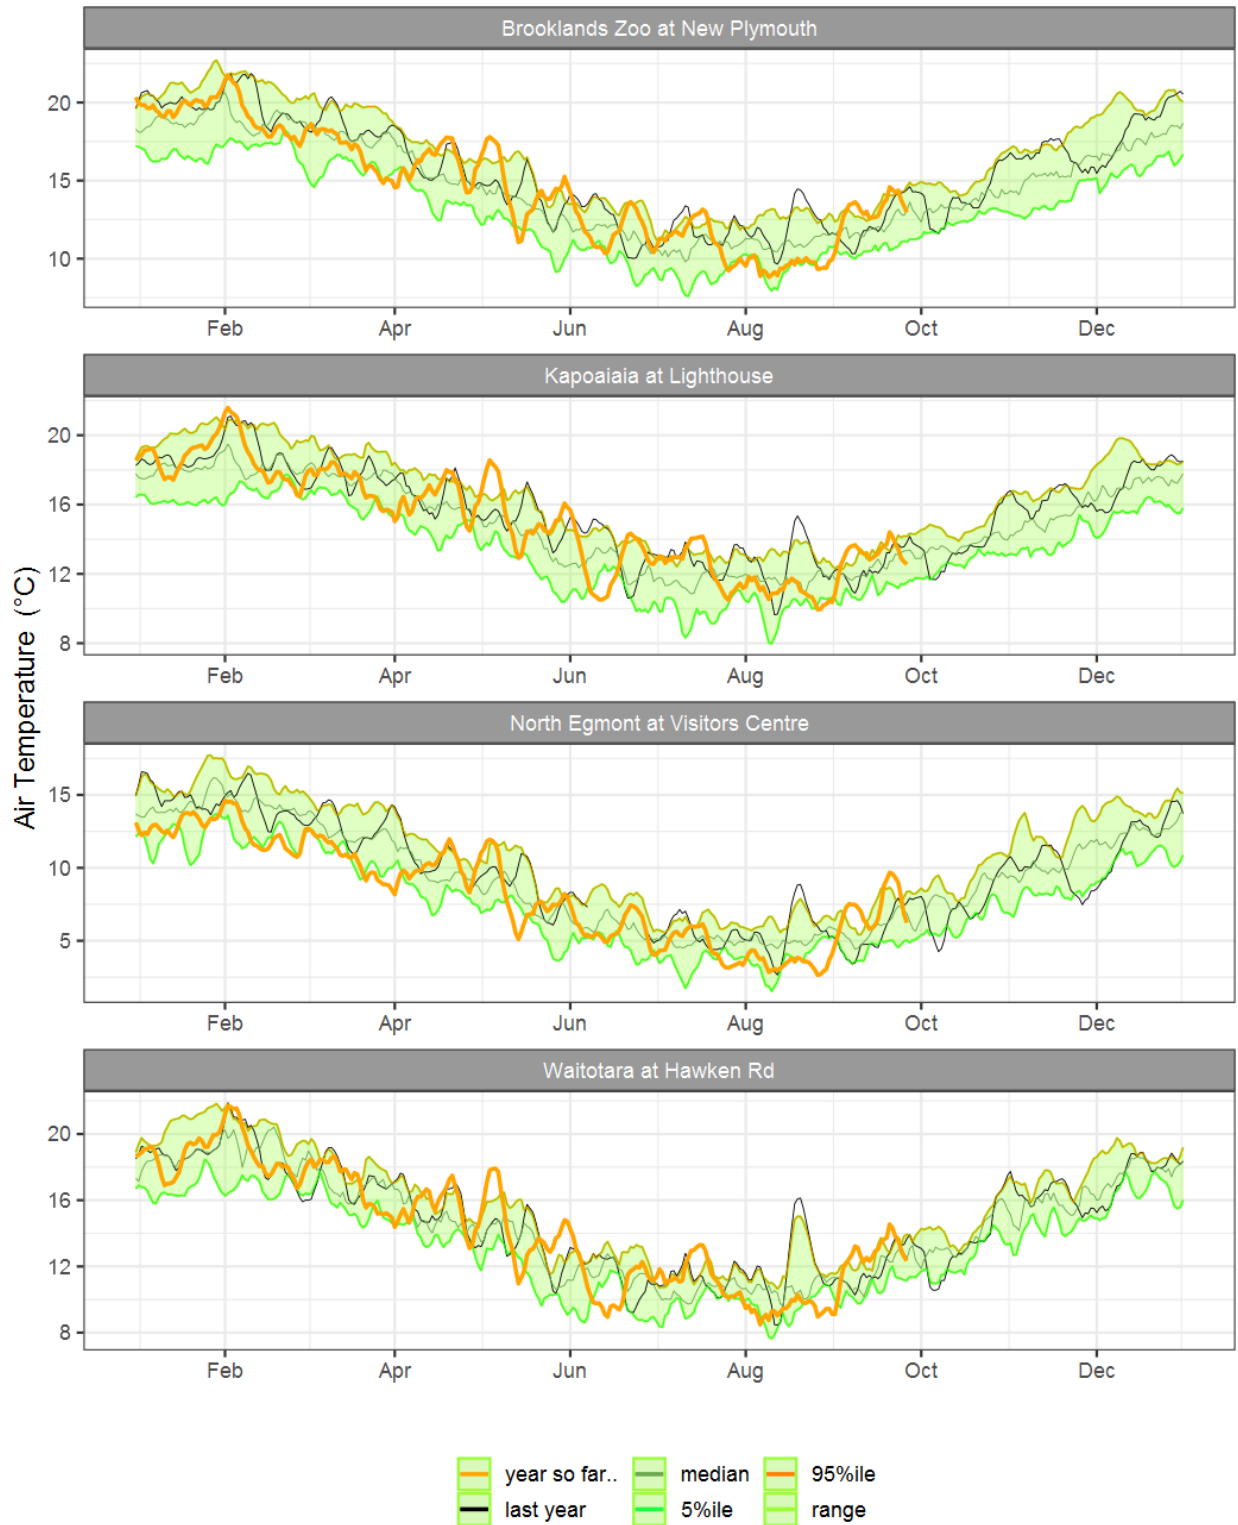 Brooklands Zoo at New Plymouth
20
15
10
Feb Apr Jun Aug Oct Dec
Kapoaiaia at Lighthouse
20
16
12
8
Feb Apr Jun Aug Oct Dec
Air Temperature (°C)
North Egmont at Visitors Centre
15
10
5
Feb Apr Jun Aug Oct Dec
Waitotara at Hawken Rd
20
16
12
8
Feb Apr Jun Aug Oct Dec
year so far.. median 95%ile
last year 5%ile range